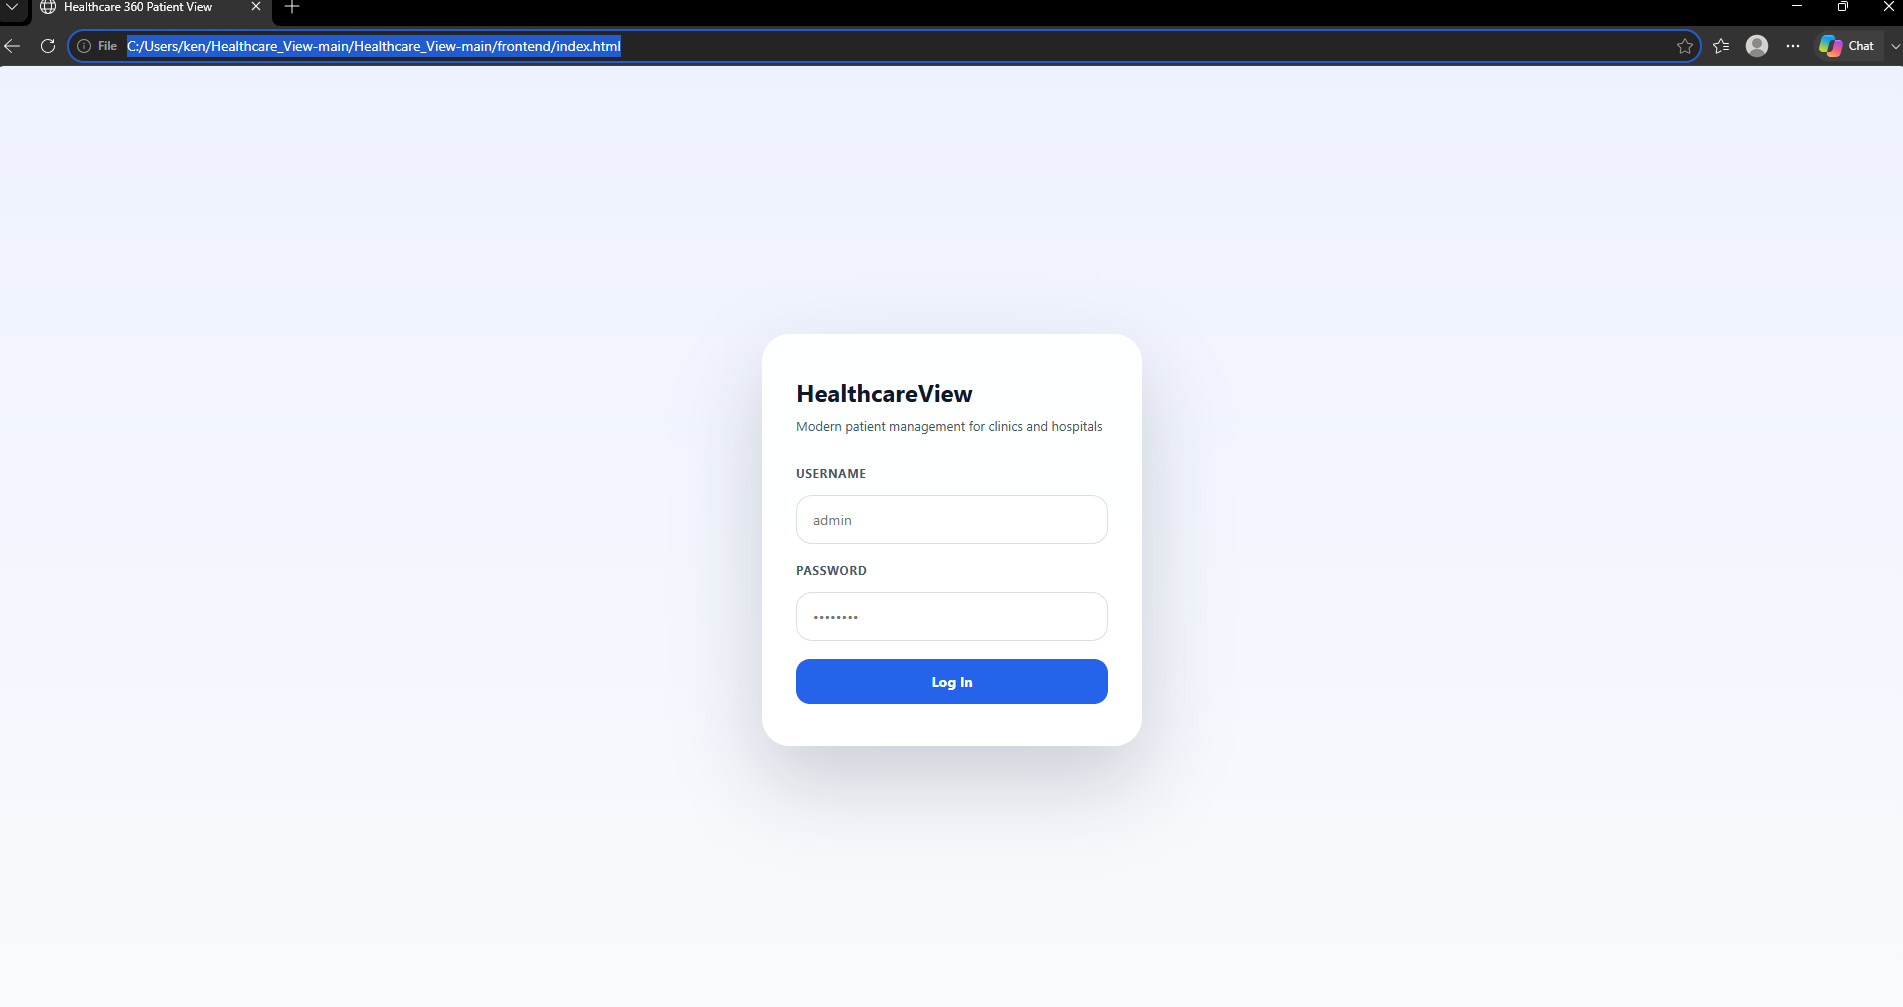 Healthcare 360 Patient View
File C:/Users/ken/Healthcare_View-main/Healthcare_View-main/frontend/index.html
Chat
HealthcareView
Modern patient management for clinics and hospitals
USERNAME
admin
PASSWORD
••••••••
Log In